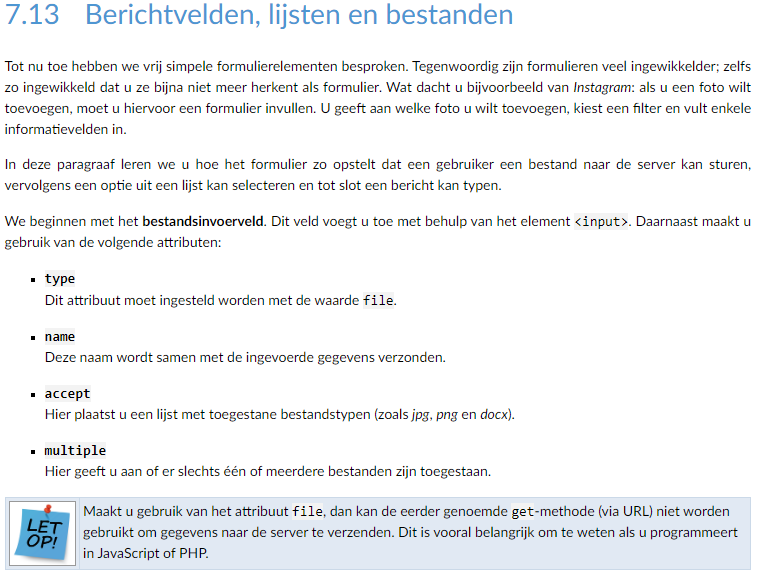 7.13 Berichtvelden, lijsten en bestanden
Tot nu toe hebben we vrij simpele formulierelementen besproken. Tegenwoordig zijn formulieren veel ingewikkelder; zelfs
zo ingewikkeld dat u ze bijna niet meer herkent als formulier. Wat dacht u bijvoorbeeld van Instagram: als u een foto wilt
toevoegen, moet u hiervoor een formulier invullen. U geeft aan welke foto u wilt toevoegen, kiest een filter en vult enkele
informatievelden in.
In deze paragraaf leren we u hoe het formulier zo opstelt dat een gebruiker een bestand naar de server kan sturen,
vervolgens een optie uit een lijst kan selecteren en tot slot een bericht kan typen.
We beginnen met het bestandsinvoerveld. Dit veld voegt u toe met behulp van het element <input>. Daarnaast maakt u
gebruik van de volgende attributen:
▪ type
Dit attribuut moet ingesteld worden met de waarde file.
▪ name
Deze naam wordt samen met de ingevoerde gegevens verzonden.
▪ accept
Hier plaatst u een lijst met toegestane bestandstypen (zoals jpg, png en docx).
▪ multiple
Hier geeft u aan of er slechts één of meerdere bestanden zijn toegestaan.
LET
OP!
Maakt u gebruik van het attribuut file, dan kan de eerder genoemde get-methode (via URL) niet worden
gebruikt om gegevens naar de server te verzenden. Dit is vooral belangrijk om te weten als u programmeert
in JavaScript of PHP.